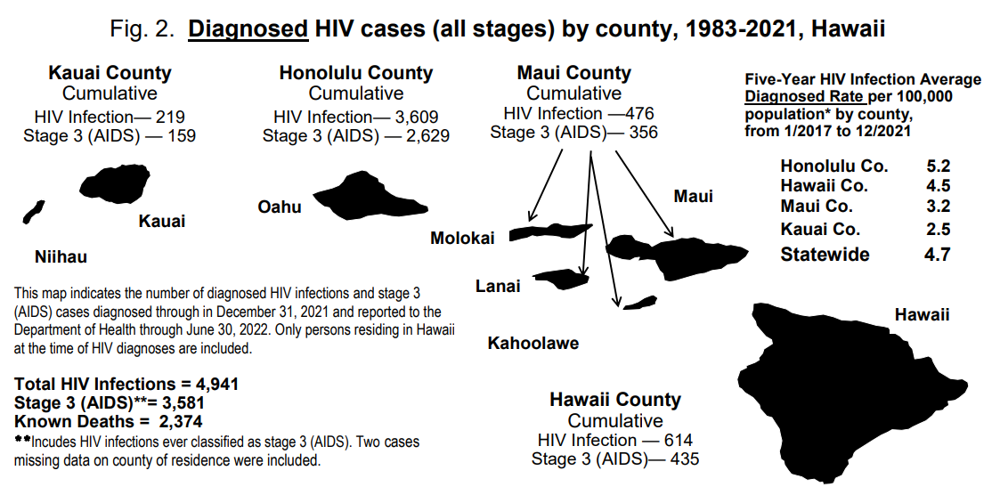 Fig. 2. Diagnosed HIV cases (all stages) by county, 1983-2021, Hawaii
Kauai County
Cumulative
HIV Infection— 219
Stage 3 (AIDS) — 159
Honolulu County
Cumulative
HIV Infection— 3,609
Stage 3 (AIDS) — 2,629
Maui County
Cumulative
HIV Infection —476
Stage 3 (AIDS) — 356
Five-Year HIV Infection Average
Diagnosed Rate per 100,000
population* by county,
from 1/2017 to 12/2021
Honolulu Co. 5.2
Hawaii Co. 4.5
Maui Co. 3.2
Kauai Co. 2.5
Statewide 4.7
Kauai
Niihau
Oahu
Molokai
Maui
Lanai
Kahoolawe
Hawaii
This map indicates the number of diagnosed HIV infections and stage 3
(AIDS) cases diagnosed through in December 31, 2021 and reported to the
Department of Health through June 30, 2022. Only persons residing in Hawaii
at the time of HIV diagnoses are included.
Total HIV Infections = 4,941
Stage 3 (AIDS)**= 3,581
Known Deaths = 2,374
**Incudes HIV infections ever classified as stage 3 (AIDS). Two cases
missing data on county of residence were included.
Hawaii County
Cumulative
HIV Infection — 614
Stage 3 (AIDS)— 435